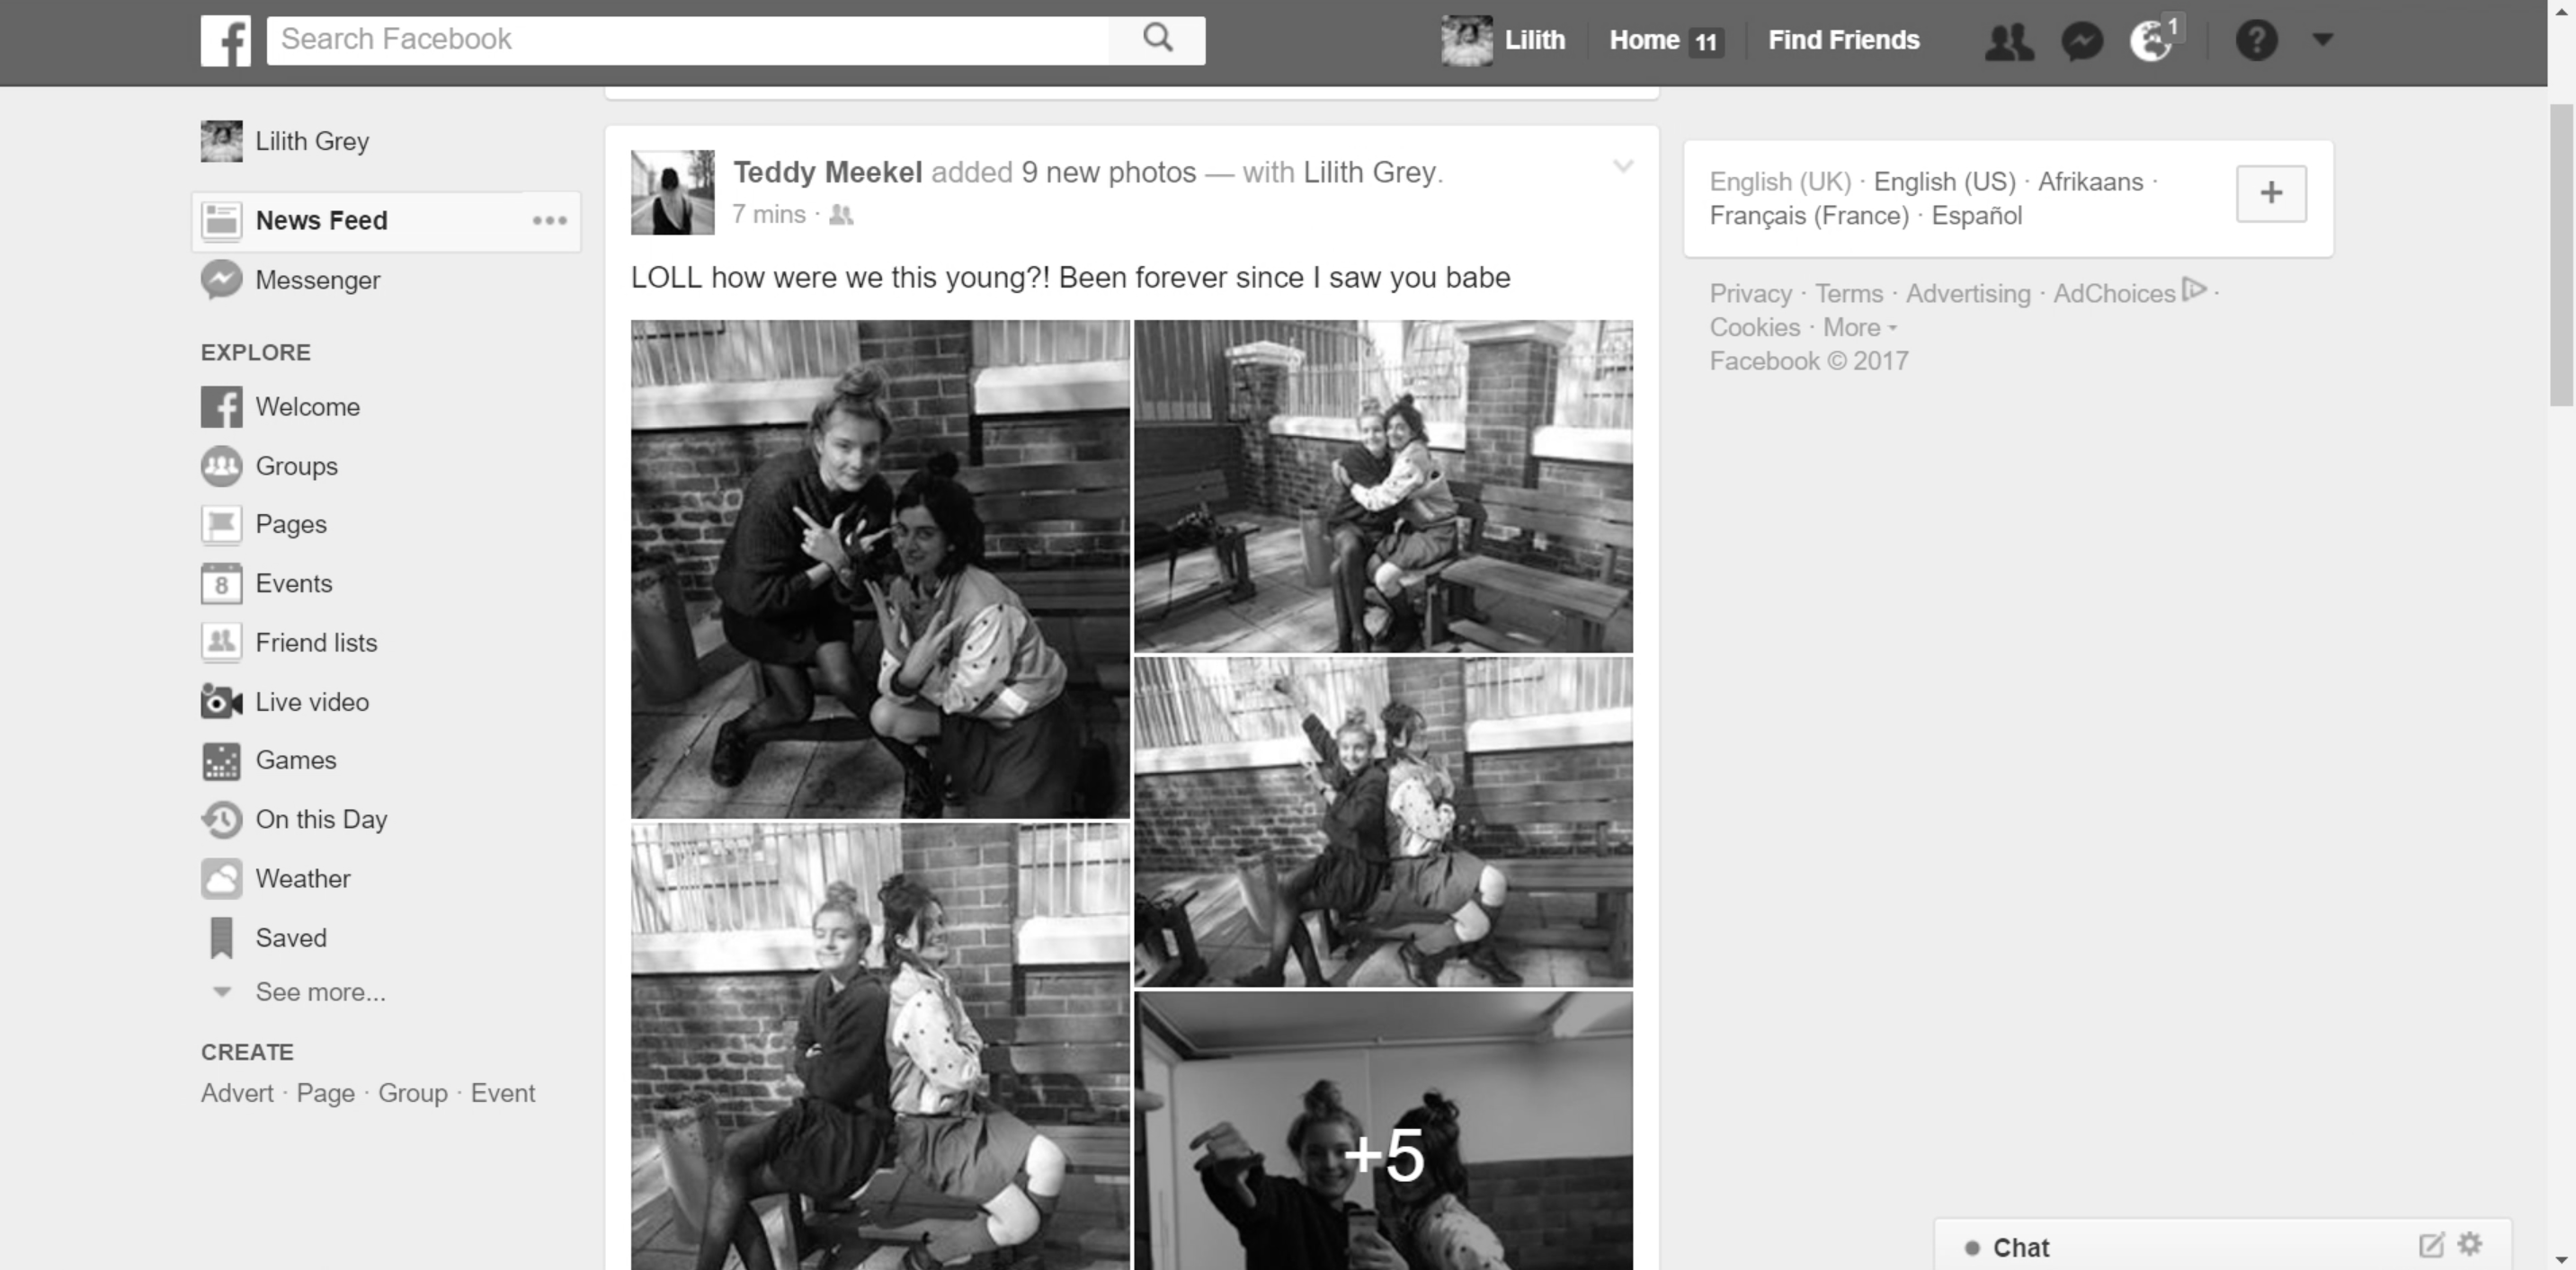 Search Facebook
Lilith
Home 11
Find Friends
1
?
Lilith Grey
News Feed
Messenger
EXPLORE
Welcome
Groups
Pages
8 Events
Friend lists
Live video
Games
On this Day
Weather
Saved
See more...
CREATE
Advert · Page · Group · Event
Teddy Meekel added 9 new photos — with Lilith Grey.
7 mins ·
LOLL how were we this young?! Been forever since I saw you babe
+5
English (UK) · English (US) · Afrikaans ·
Français (France) · Español
+
Privacy · Terms · Advertising · AdChoices ·
Cookies · More
Facebook © 2017
Chat